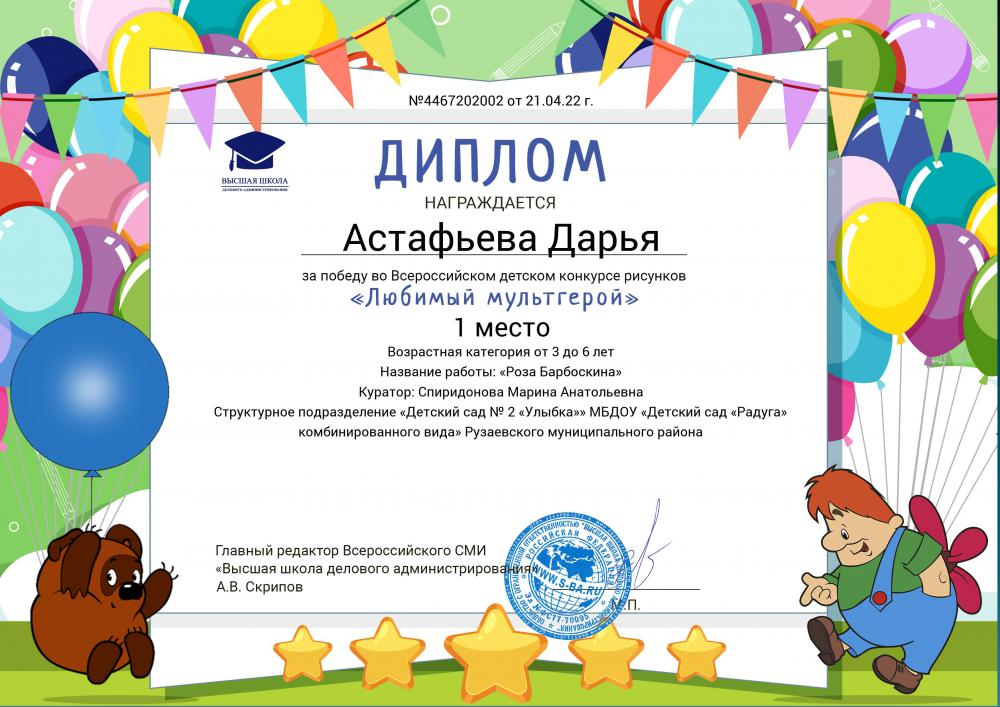 №4467202002 от 21.04.22 г.
ВЫСШАЯ ШКОЛА
ДЕЛОВОГО АДМИНИСТРИРОВАНИЯ
ДИПЛОМ
НАГРАЖДАЕТСЯ
Астафьева Дарья
за победу во Всероссийском детском конкурсе рисунков
«Любимый мультгерой»
1 место
Возрастная категория от 3 до 6 лет
Название работы: «Роза Барбоскина»
Куратор: Спиридонова Марина Анатольевна
Структурное подразделение «Детский сад № 2 «Улыбка»» МБДОУ «Детский сад «Радуга»
комбинированного вида» Рузаевского муниципального района
Главный редактор Всероссийского СМИ
«Высшая школа делового администрирования»
А.В. Скрипов
РОССИЙСКАЯ ФЕДЕРАЦИЯ
WWW.S-BA.RU
М.П.